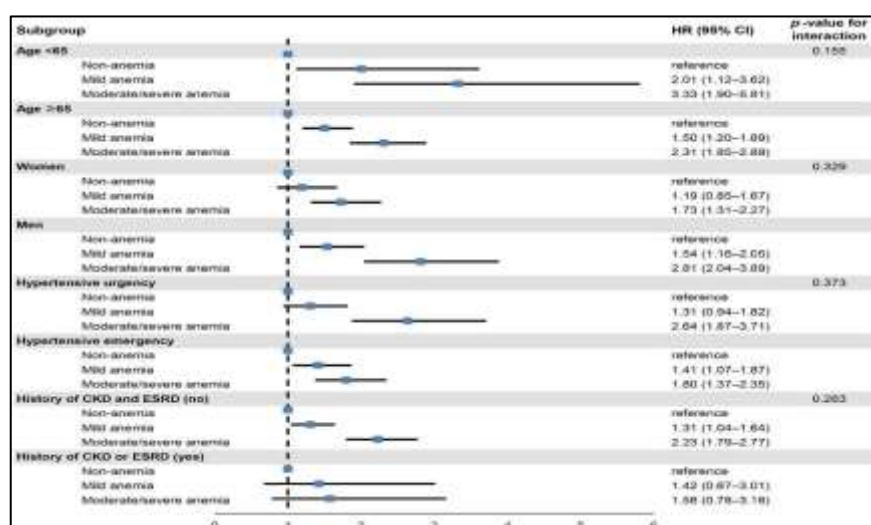 Subgroup HR (95% CI) p-value for
interaction
Age <65 0.155
Non-anemia reference
Mild anemia 2.01 (1.12–3.62)
Moderate/severe anemia 3.33 (1.90–5.81)
Age ≥65
Non-anemia reference
Mild anemia 1.50 (1.20–1.89)
Moderate/severe anemia 2.31 (1.85–2.88)
Women 0.329
Non-anemia reference
Mild anemia 1.19 (0.85–1.67)
Moderate/severe anemia 1.73 (1.31–2.27)
Men
Non-anemia reference
Mild anemia 1.54 (1.16–2.05)
Moderate/severe anemia 2.81 (2.04–3.89)
Hypertensive urgency 0.373
Non-anemia reference
Mild anemia 1.31 (0.94–1.82)
Moderate/severe anemia 2.64 (1.87–3.71)
Hypertensive emergency
Non-anemia reference
Mild anemia 1.41 (1.07–1.87)
Moderate/severe anemia 1.80 (1.37–2.35)
History of CKD and ESRD (no) 0.263
Non-anemia reference
Mild anemia 1.31 (1.04–1.64)
Moderate/severe anemia 2.23 (1.79–2.77)
History of CKD or ESRD (yes)
Non-anemia reference
Mild anemia 1.42 (0.67–3.01)
Moderate/severe anemia 1.58 (0.78–3.18)